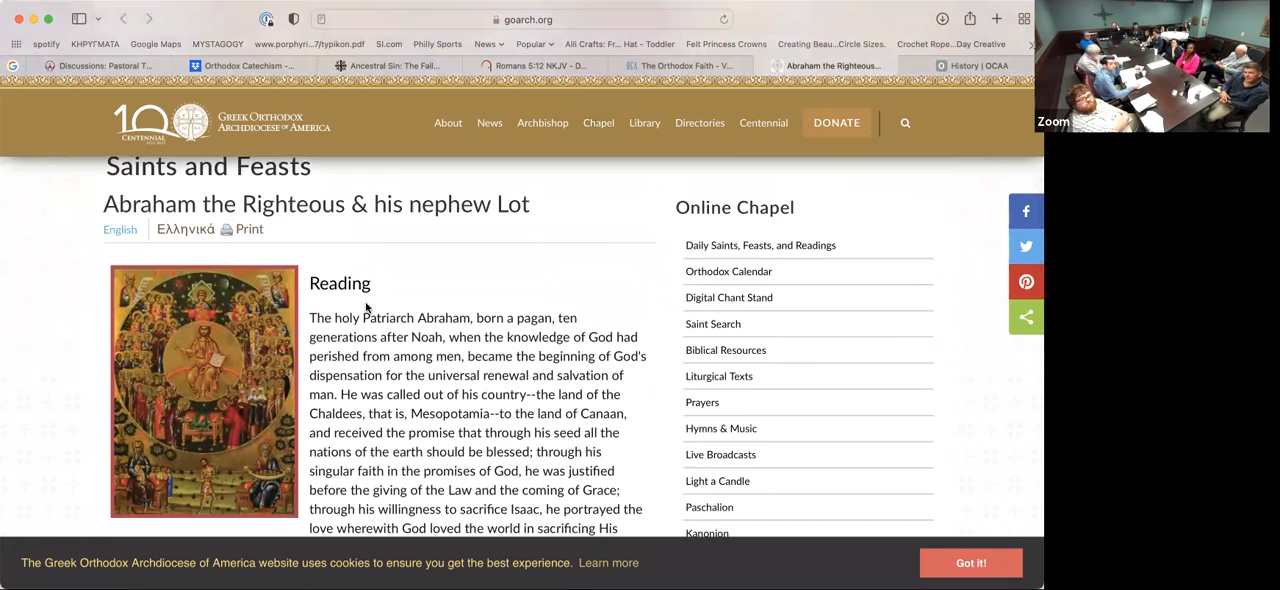 goarch.org
spotify
ΚΗΡΥΓΜΑΤΑ
Google Maps
MYSTAGOGY
www.porphyri...7/typikon.pdf
SI.com
Philly Sports
News
Popular
Alli Crafts: Fr... Hat - Toddler
Felt Princess Crowns
Creating Beau...Circle Sizes.
Crochet Rope...Day Creative
Discussions: Pastoral T...
Orthodox Catechism -...
Ancestral Sin: The Fall...
Romans 5:12 NKJV - D...
The Orthodox Faith - V...
Abraham the Righteous...
History | OCAA
Zoom
100
CENTENNIAL
GREEK ORTHODOX
ARCHDIOCESE OF AMERICA
About
News
Archbishop
Chapel
Library
Directories
Centennial
DONATE
Saints and Feasts
Abraham the Righteous & his nephew Lot
English
Ελληνικά
Print
Reading
The holy Patriarch Abraham, born a pagan, ten
generations after Noah, when the knowledge of God had
perished from among men, became the beginning of God's
dispensation for the universal renewal and salvation of
man. He was called out of his country--the land of the
Chaldees, that is, Mesopotamia--to the land of Canaan,
and received the promise that through his seed all the
nations of the earth should be blessed; through his
singular faith in the promises of God, he was justified
before the giving of the Law and the coming of Grace;
through his willingness to sacrifice Isaac, he portrayed the
love wherewith God loved the world in sacrificing His
Online Chapel
Daily Saints, Feasts, and Readings
Orthodox Calendar
Digital Chant Stand
Saint Search
Biblical Resources
Liturgical Texts
Prayers
Hymns & Music
Live Broadcasts
Light a Candle
Paschalion
Kanonion
The Greek Orthodox Archdiocese of America website uses cookies to ensure you get the best experience. Learn more
Got it!